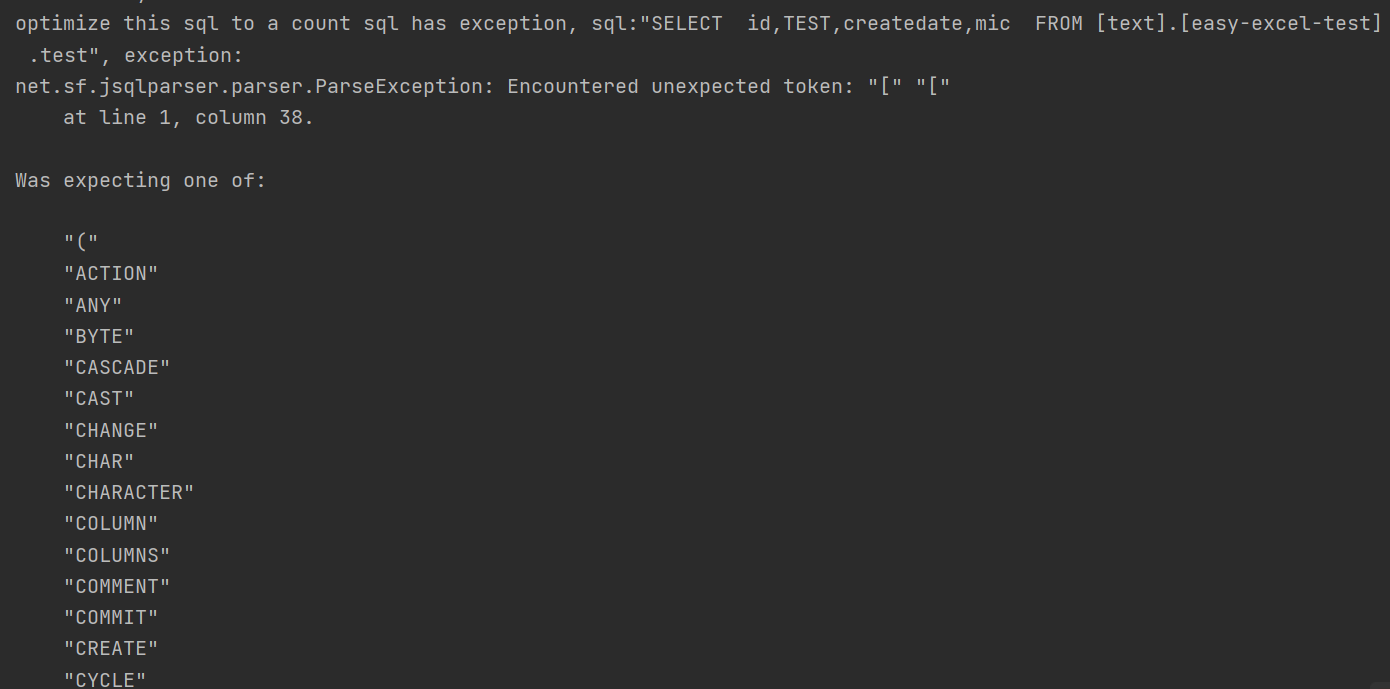 optimize this sql to a count sql has exception, sql:"SELECT  id,TEST,createdate,mic  FROM [text].[easy-excel-test]
.test", exception:
net.sf.jsqlparser.parser.ParseException: Encountered unexpected token: "[" "["
at line 1, column 38.
Was expecting one of:
"("
"ACTION"
"ANY"
"BYTE"
"CASCADE"
"CAST"
"CHANGE"
"CHAR"
"CHARACTER"
"COLUMN"
"COLUMNS"
"COMMENT"
"COMMIT"
"CREATE"
"CYCLE"